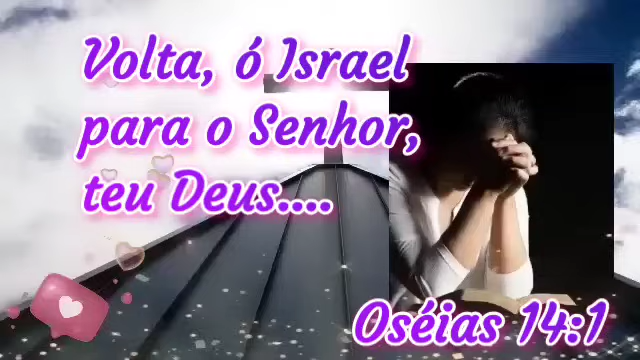 Volta, ó Israel
para o Senhor,
teu Deus....
Oséias 14:1